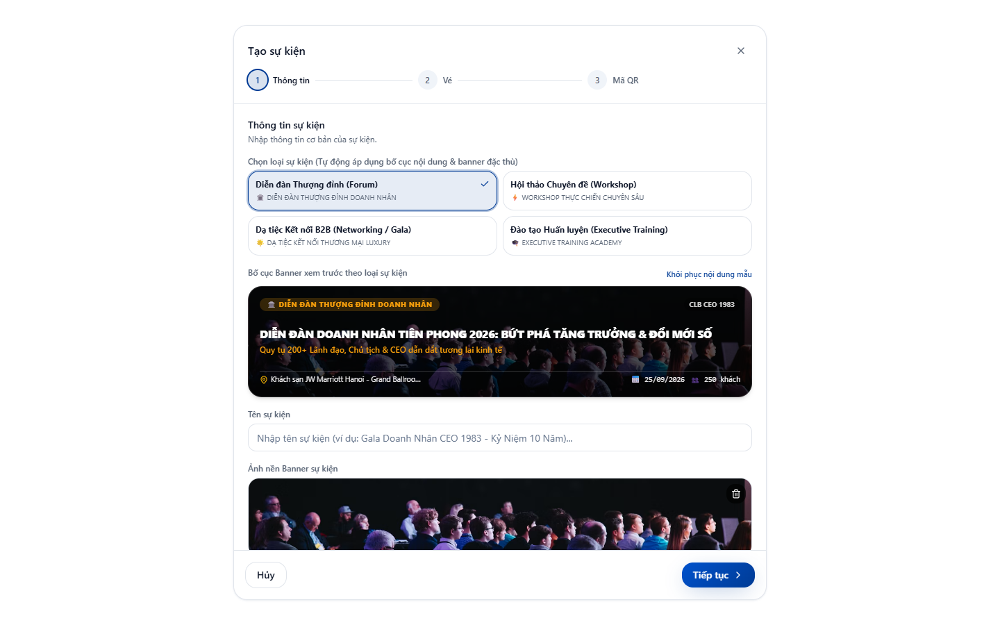 Tạo sự kiện
1 Thông tin 2 Vé 3 Mã QR
Thông tin sự kiện
Nhập thông tin cơ bản của sự kiện.
Chọn loại sự kiện (Tự động áp dụng bố cục nội dung & banner đặc thù)
Diễn đàn Thượng đỉnh (Forum)
DIỄN ĐÀN THƯỢNG ĐỈNH DOANH NHÂN
Hội thảo Chuyên đề (Workshop)
WORKSHOP THỰC CHIẾN CHUYÊN SÂU
Dạ tiệc Kết nối B2B (Networking / Gala)
DẠ TIỆC KẾT NỐI THƯƠNG MẠI LUXURY
Đào tạo Huấn luyện (Executive Training)
EXECUTIVE TRAINING ACADEMY
Bố cục Banner xem trước theo loại sự kiện
Khôi phục nội dung mẫu
DIỄN ĐÀN THƯỢNG ĐỈNH DOANH NHÂN
CLB CEO 1983
DIỄN ĐÀN DOANH NHÂN TIÊN PHONG 2026: BỨT PHÁ TĂNG TRƯỞNG & ĐỔI MỚI SỐ
Quy tụ 200+ Lãnh đạo, Chủ tịch & CEO dẫn dắt tương lai kinh tế
Khách sạn JW Marriott Hanoi - Grand Ballroo...
25/09/2026 250 khách
Tên sự kiện
Nhập tên sự kiện (ví dụ: Gala Doanh Nhân CEO 1983 - Kỷ Niệm 10 Năm)...
Ảnh nền Banner sự kiện
Hủy
Tiếp tục